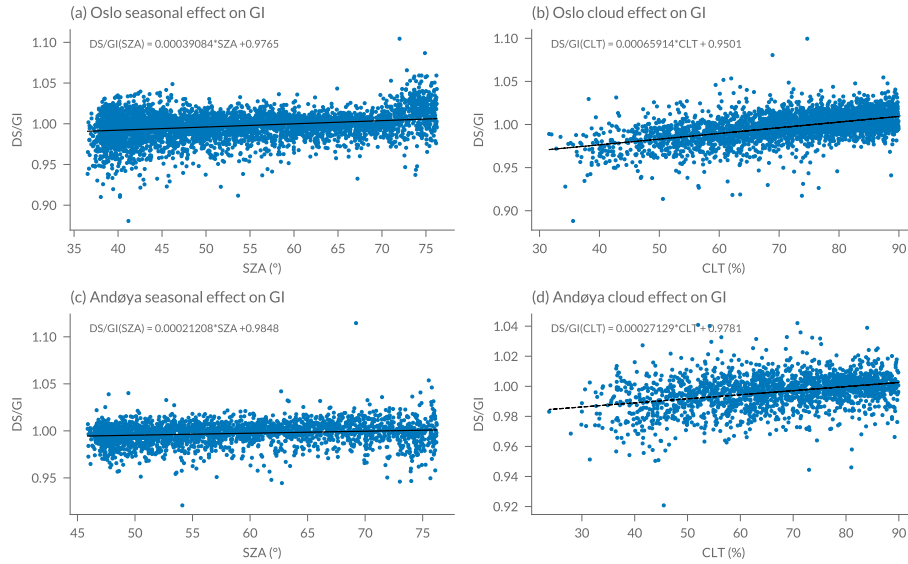 (a) Oslo seasonal effect on GI
DS/GI(SZA) = 0.00039084*SZA +0.9765
1.10
1.05
1.00
0.95
0.90
DS/GI
35 40 45 50 55 60 65 70 75
SZA (°)
(b) Oslo cloud effect on GI
DS/GI(CLT) = 0.00065914*CLT + 0.9501
1.10
1.05
1.00
0.95
0.90
DS/GI
30 40 50 60 70 80 90
CLT (%)
(c) Andøya seasonal effect on GI
DS/GI(SZA) = 0.00021208*SZA +0.9848
1.10
1.05
1.00
0.95
DS/GI
45 50 55 60 65 70 75
SZA (°)
(d) Andøya cloud effect on GI
DS/GI(CLT) = 0.00027129*CLT + 0.9781
1.04
1.02
1.00
0.98
0.96
0.94
0.92
DS/GI
30 40 50 60 70 80 90
CLT (%)